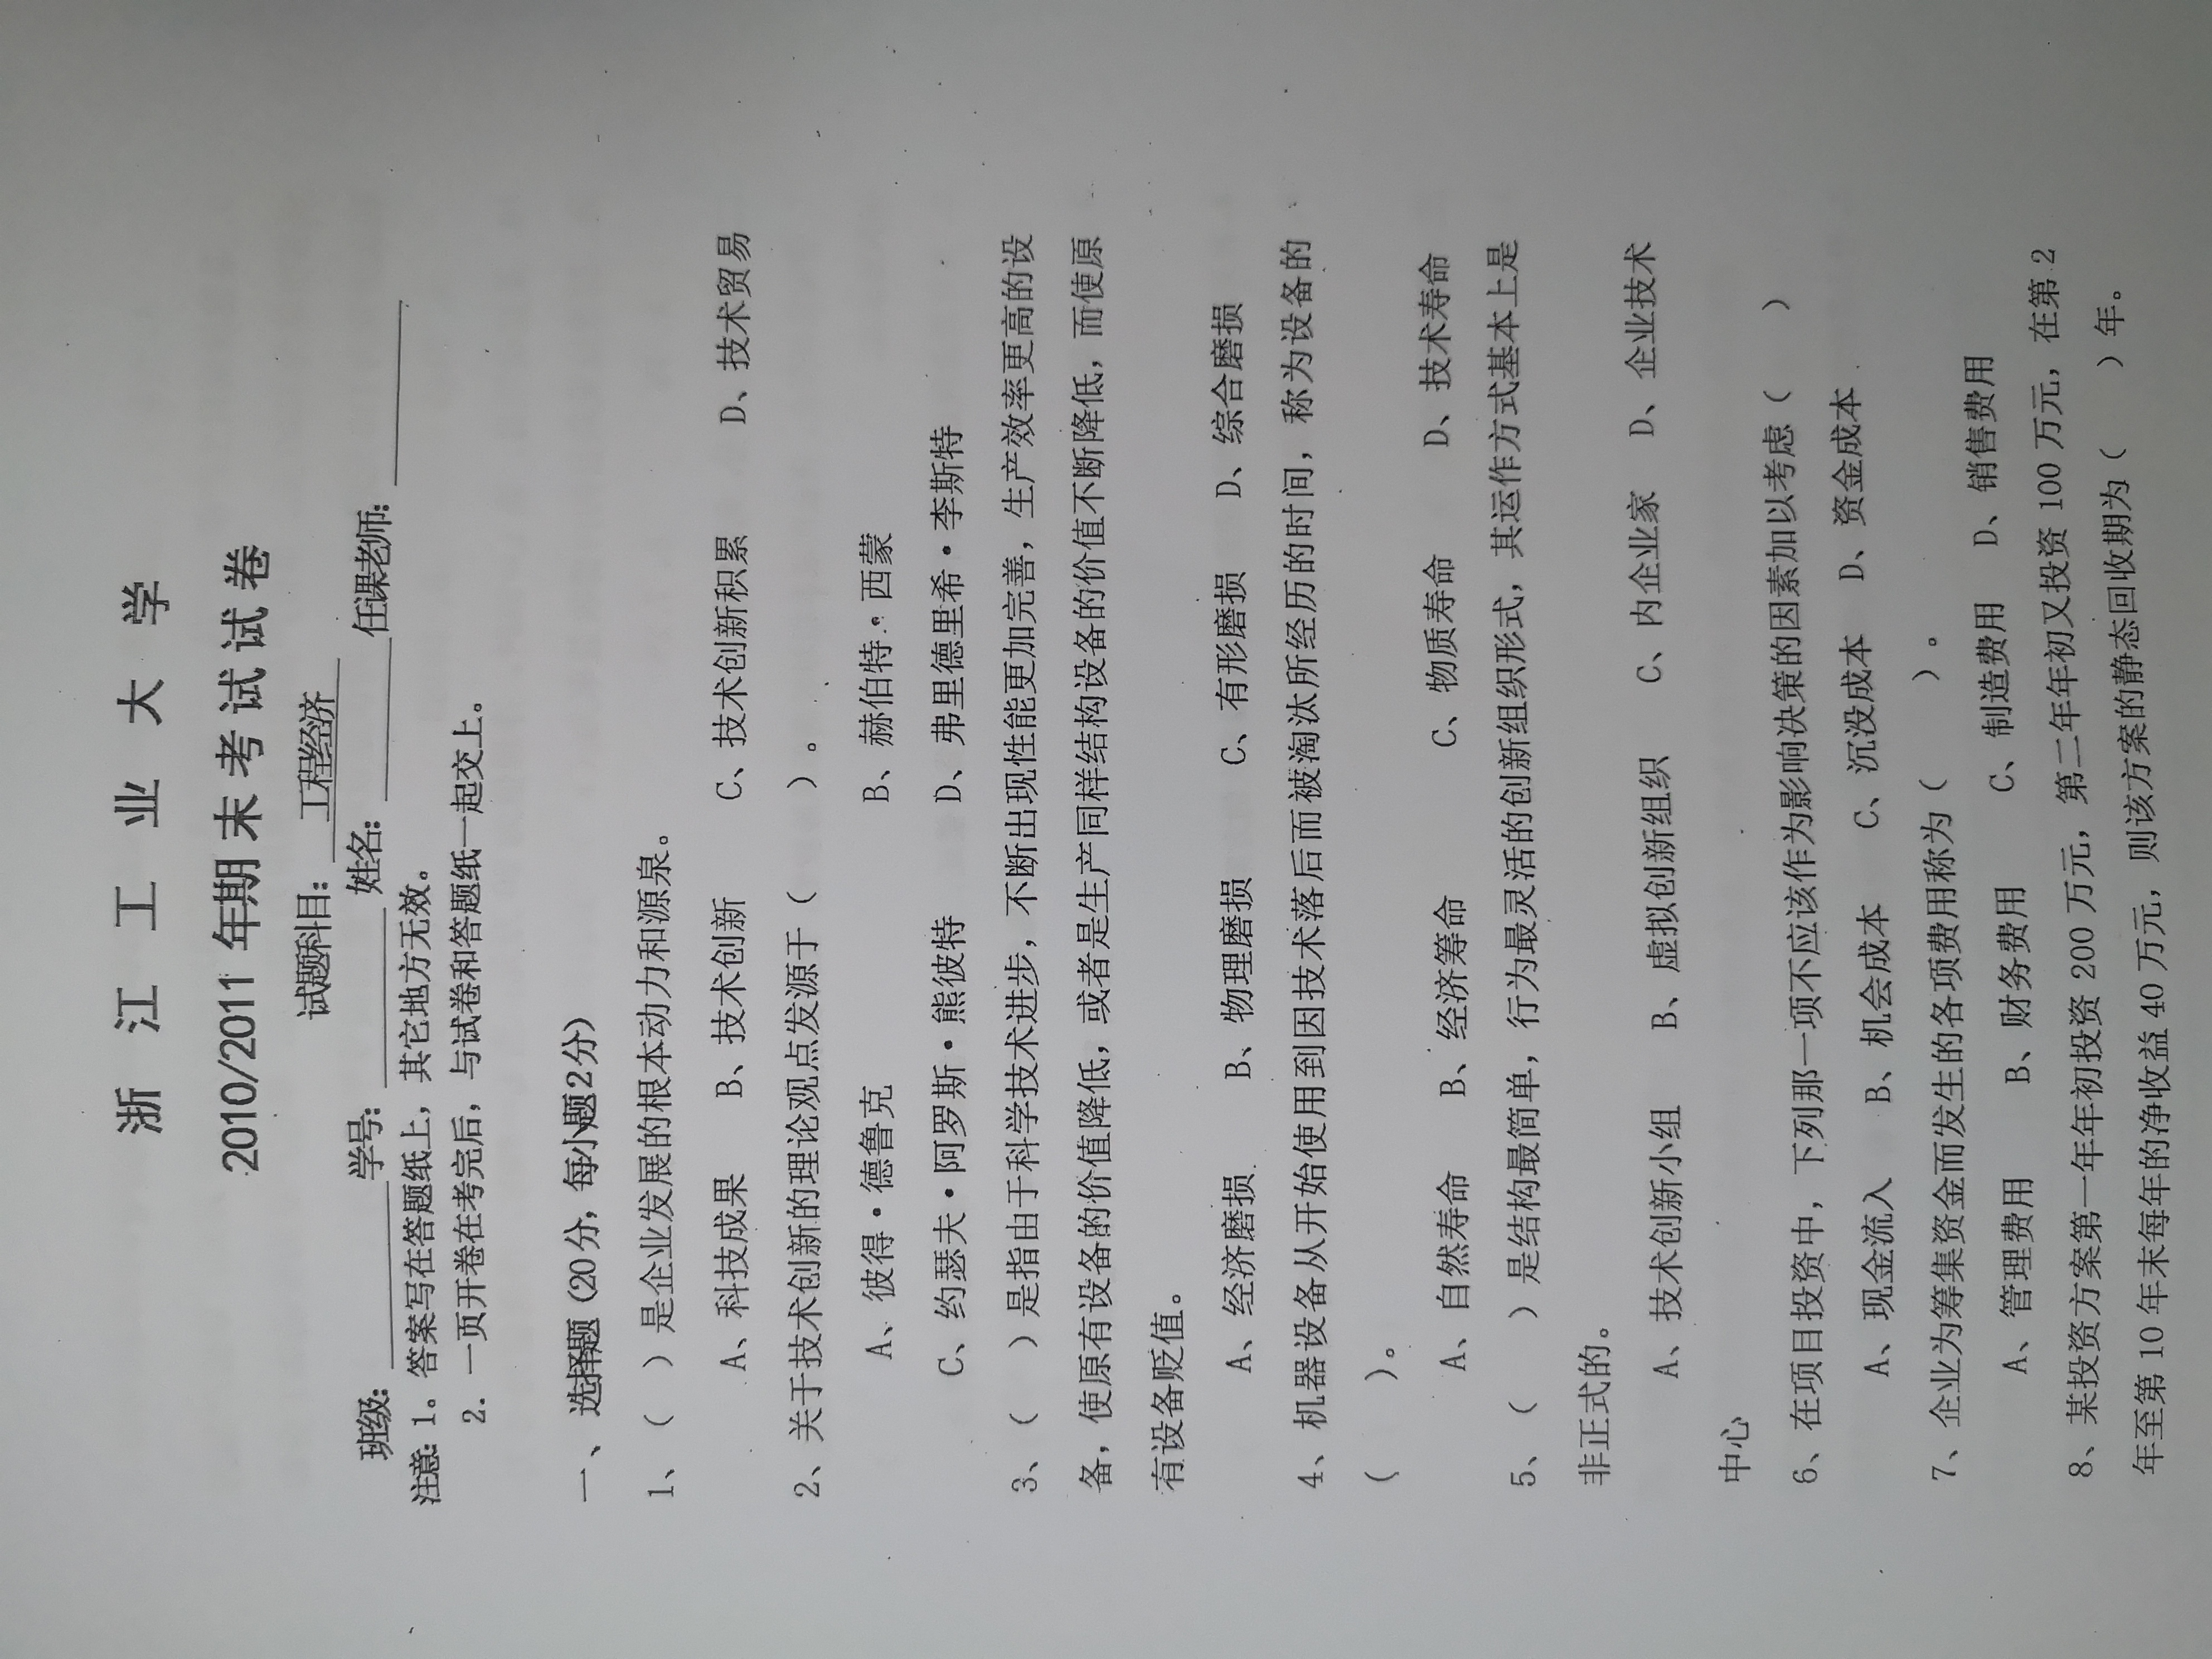 浙江工业大学
2010/2011 年期末考试试卷
试题科目： 工程经济
班级：________学号：________ 姓名：________任课老师：________
注意：1。答案写在答题纸上，其它地方无效。
2. 一页开卷在考完后，与试卷和答题纸一起交上。
一、选择题（20分，每小题2分）
1、（ ）是企业发展的根本动力和源泉。
A、科技成果 B、技术创新 C、技术创新积累 D、技术贸易
2、关于技术创新的理论观点发源于（ ）。
A、彼得·德鲁克 B、赫伯特·西蒙
C、约瑟夫·阿罗斯·熊彼特 D、弗里德里希·李斯特
3、（ ）是指由于科学技术进步，不断出现性能更加完善，生产效率更高的设
备，使原有设备的价值降低，或者是生产同样结构设备的价值不断降低，而使原
有设备贬值。
A、经济磨损 B、物理磨损 C、有形磨损 D、综合磨损
4、机器设备从开始使用到因技术落后而被淘汰所经历的时间，称为设备的
（ ）。
A、自然寿命 B、经济筹命 C、物质寿命 D、技术寿命
5、（ ）是结构最简单，行为最灵活的创新组织形式，其运作方式基本上是
非正式的。
A、技术创新小组 B、虚拟创新组织 C、内企业家 D、企业技术
中心
6、在项目投资中，下列那一项不应该作为影响决策的因素加以考虑（ ）
A、现金流入 B、机会成本 C、沉没成本 D、资金成本
7、企业为筹集资金而发生的各项费用称为（ ）。
A、管理费用 B、财务费用 C、制造费用 D、销售费用
8、某投资方案第一年年初投资 200 万元，第二年年初又投资 100 万元，在第 2
年至第 10 年末每年的净收益 40 万元，则该方案的静态回收期为（ ）年。